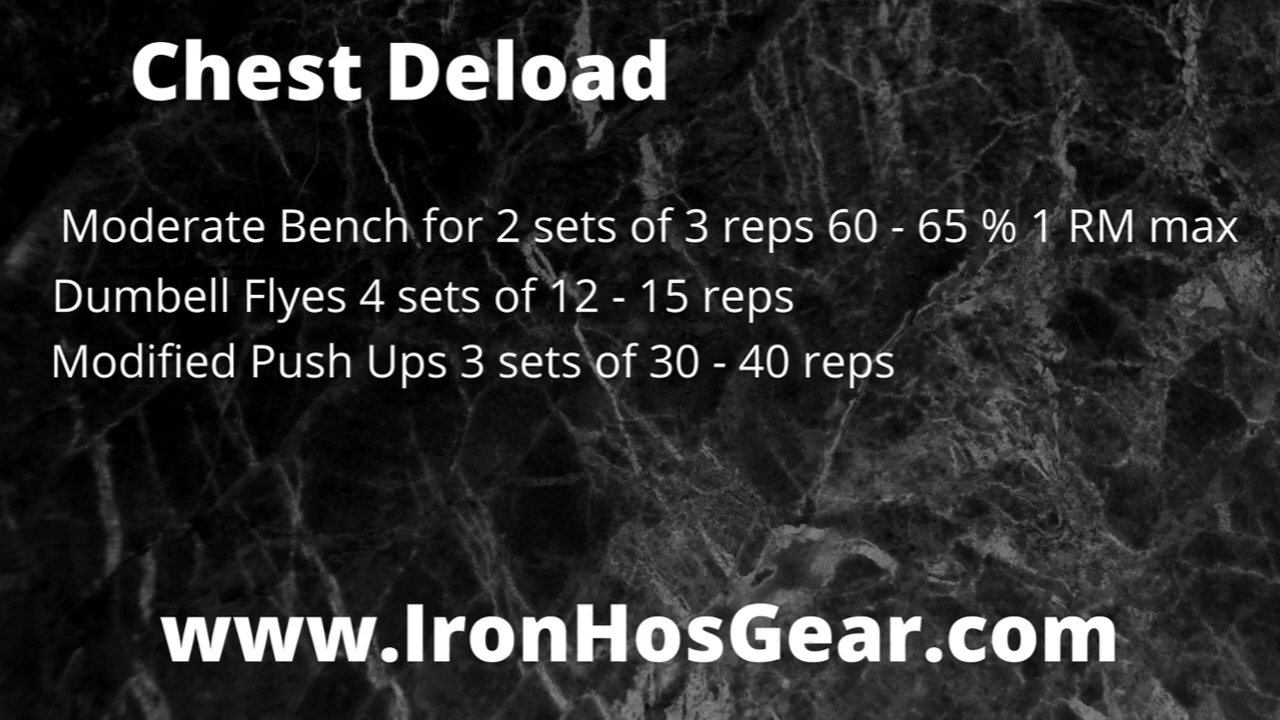 Chest Deload
Moderate Bench for 2 sets of 3 reps 60 - 65 % 1 RM max
Dumbell Flyes 4 sets of 12 - 15 reps
Modified Push Ups 3 sets of 30 - 40 reps
www.IronHosGear.com